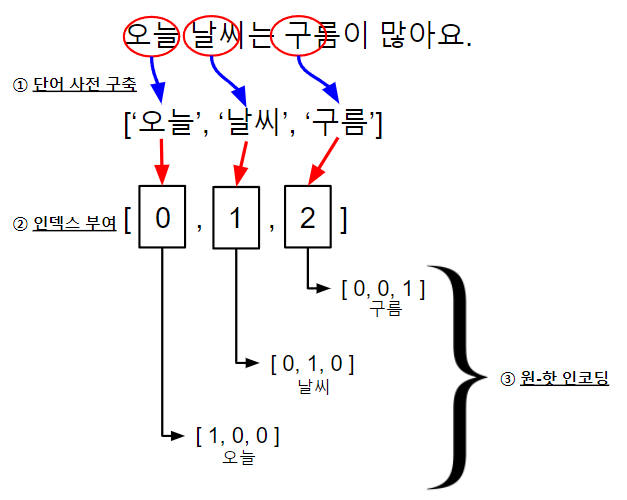 오늘 날씨는 구름이 많아요.
① 단어 사전 구축
[‘오늘’, ‘날씨’, ‘구름’]
② 인덱스 부여 [ 0 , 1 , 2 ]
[ 0, 0, 1 ]
구름
[ 0, 1, 0 ]
날씨
③ 원-핫 인코딩
[ 1, 0, 0 ]
오늘